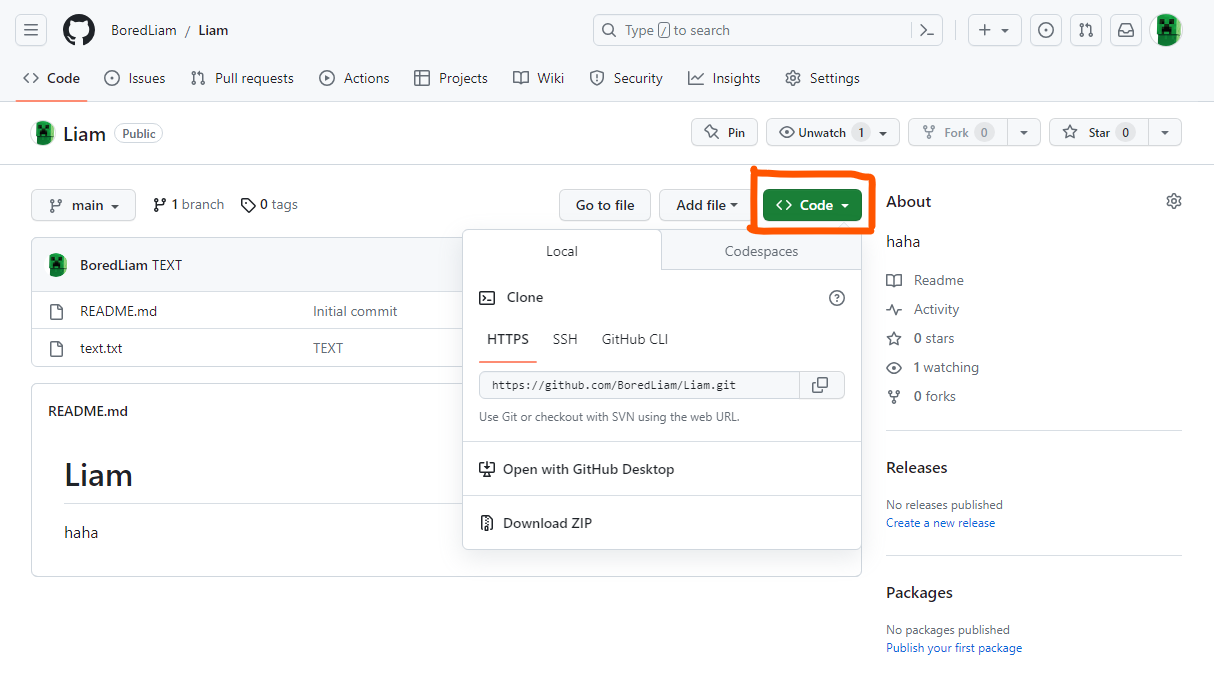 BoredLiam / Liam
Type / to search
Code Issues Pull requests Actions Projects Wiki Security Insights Settings
Liam Public
Pin Unwatch 1 Fork 0 Star 0
main 1 branch 0 tags Go to file Add file Code
BoredLiam TEXT
README.md Initial commit
text.txt TEXT
README.md
Liam
haha
Local Codespaces
Clone
HTTPS SSH GitHub CLI
https://github.com/BoredLiam/Liam.git
Use Git or checkout with SVN using the web URL.
Open with GitHub Desktop
Download ZIP
About
haha
Readme
Activity
0 stars
1 watching
0 forks
Releases
No releases published
Create a new release
Packages
No packages published
Publish your first package